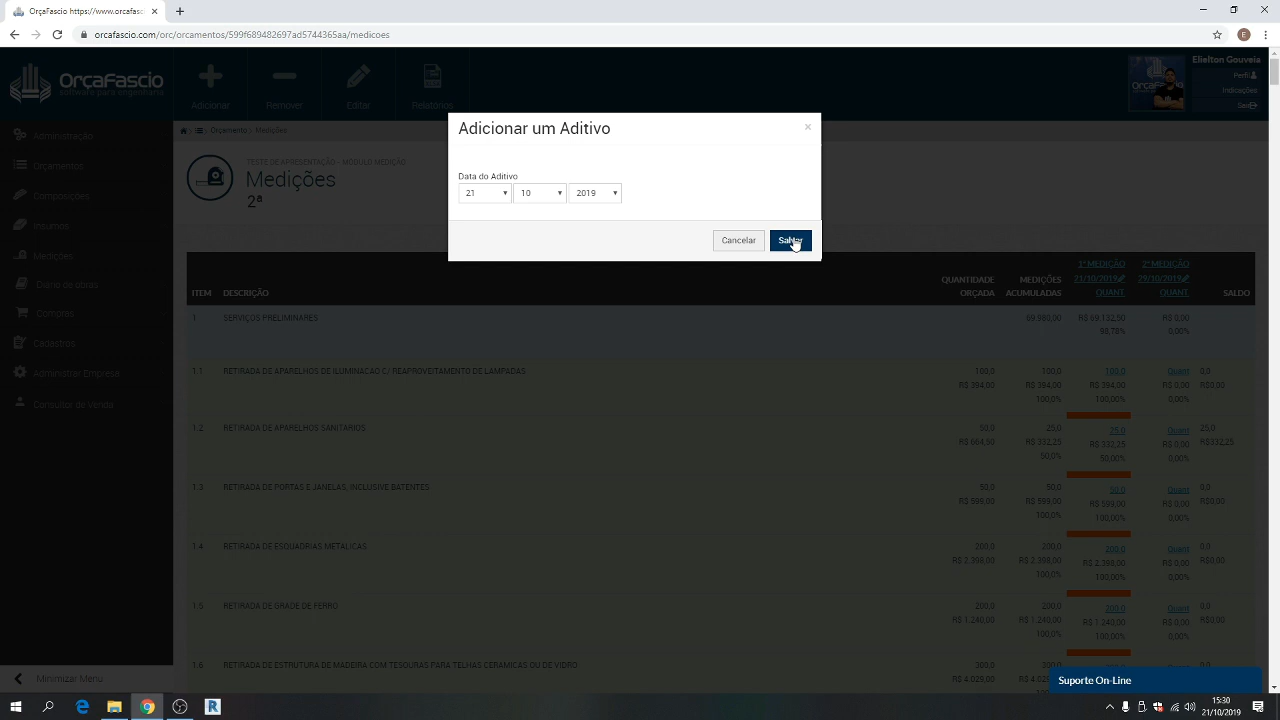 Orçafascio - https://orçafascio
orcafascio.com/orc/orcamentos/599f689482697ad5744365aa/medicoes
E
OrçaFascio
software para engenharia
Adicionar
Remover
Editar
Relatórios
Elielton Gouveia
Perfil
Indicações
Sair
Administração
Orçamentos
Composições
Insumos
Medições
Diário de obras
Compras
Cadastros
Administrar Empresa
Consultor de Venda
Minimizar Menu
Orçamento > Medições
TESTE DE APRESENTAÇÃO - MÓDULO MEDIÇÃO
Medições
2ª
Adicionar um Aditivo
×
Data do Aditivo
21 10 2019
Cancelar
ITEM DESCRIÇÃO QUANTIDADE ORÇADA MEDIÇÕES ACUMULADAS 1ª MEDIÇÃO 21/10/2019 QUANT 2ª MEDIÇÃO 29/10/2019 QUANT SALDO
1 SERVIÇOS PRELIMINARES 69.980,00 R$ 69.132,50 R$ 0,00
98,78% 0,00%
1.1 RETIRADA DE APARELHOS DE ILUMINACAO C/ REAPROVEITAMENTO DE LAMPADAS 100,0 100,0 100,0 Quant 0,0
R$ 394,00 R$ 394,00 R$ 394,00 R$ 0,00 R$0,00
100,0% 100,00% 0,00%
1.2 RETIRADA DE APARELHOS SANITARIOS 50,0 25,0 25,0 Quant 25,0
R$ 664,50 R$ 332,25 R$ 332,25 R$ 0,00 R$332,25
50,0% 50,00% 0,00%
1.3 RETIRADA DE PORTAS E JANELAS, INCLUSIVE BATENTES 50,0 50,0 50,0 Quant 0,0
R$ 599,00 R$ 599,00 R$ 599,00 R$ 0,00 R$0,00
100,0% 100,00% 0,00%
1.4 RETIRADA DE ESQUADRIAS METALICAS 200,0 200,0 200,0 Quant 0,0
R$ 2.398,00 R$ 2.398,00 R$ 2.398,00 R$ 0,00 R$0,00
100,0% 100,00% 0,00%
1.5 RETIRADA DE GRADE DE FERRO 200,0 200,0 200,0 Quant 0,0
R$ 1.240,00 R$ 1.240,00 R$ 1.240,00 R$ 0,00 R$0,00
100,0% 100,00% 0,00%
1.6 RETIRADA DE ESTRUTURA DE MADEIRA COM TESOURAS PARA TELHAS CERAMICAS OU DE VIDRO 300,0 300,0 Quant 0,0
R$ 4.029,00
Suporte On-Line
15:30
21/10/2019